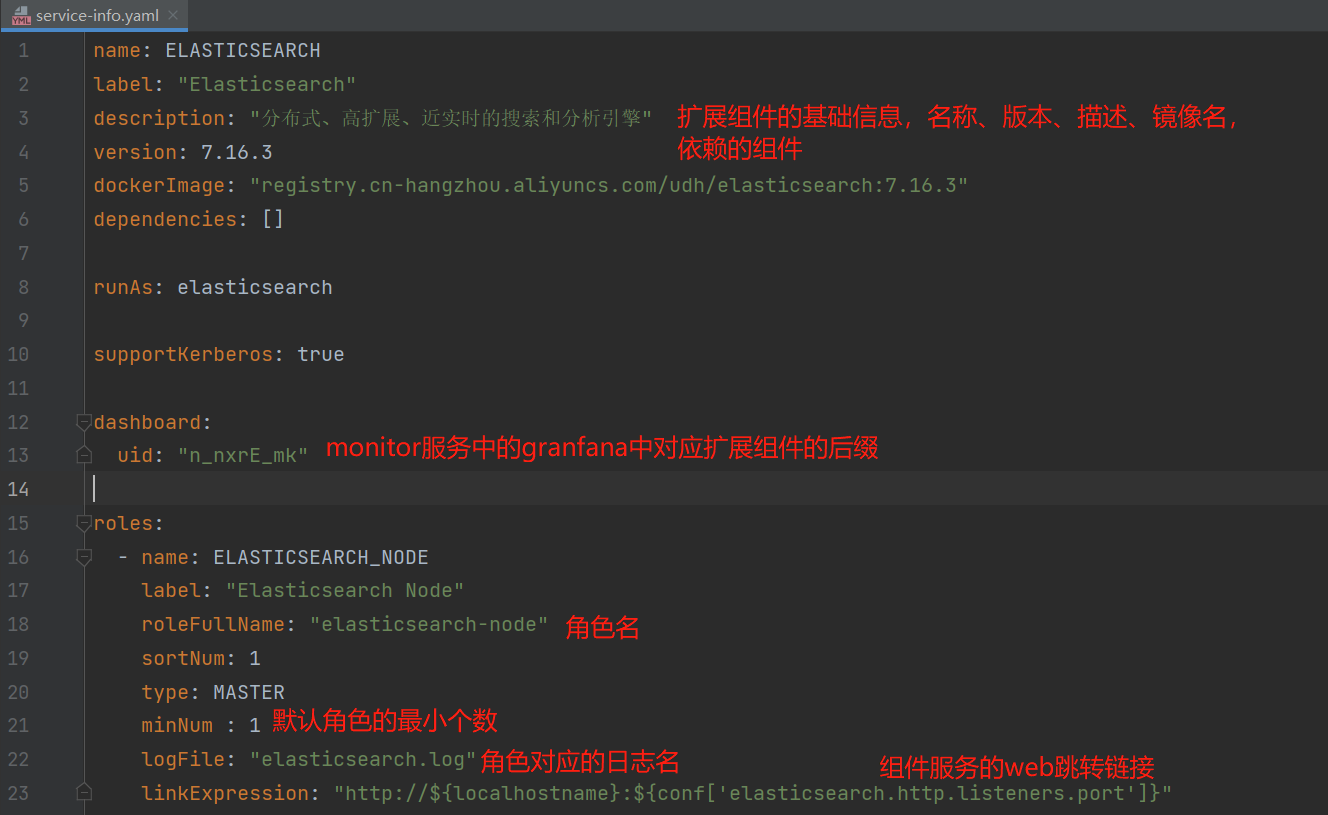 service-info.yaml
1 name: ELASTICSEARCH
2 label: "Elasticsearch"
3 description: "分布式、高扩展、近实时的搜索和分析引擎" 扩展组件的基础信息，名称、版本、描述、镜像名，
依赖的组件
4 version: 7.16.3
5 dockerImage: "registry.cn-hangzhou.aliyuncs.com/udh/elasticsearch:7.16.3"
6 dependencies: []
7
8 runAs: elasticsearch
9
10 supportKerberos: true
11
12 dashboard:
13 uid: "n_nxrE_mk" monitor服务中的granfana中对应扩展组件的后缀
14
15 roles:
16 - name: ELASTICSEARCH_NODE
17 label: "Elasticsearch Node"
18 roleFullName: "elasticsearch-node" 角色名
19 sortNum: 1
20 type: MASTER
21 minNum : 1 默认角色的最小个数
22 logFile: "elasticsearch.log" 角色对应的日志名
组件服务的web跳转链接
23 linkExpression: "http://${localhostname}:${conf['elasticsearch.http.listeners.port']}"